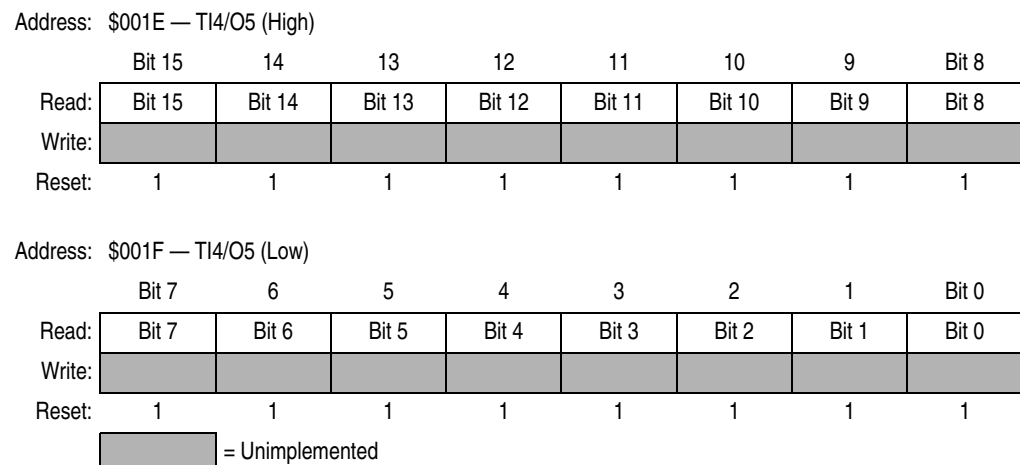 Address: $001E — TI4/O5 (High)
Bit 15 14 13 12 11 10 9 Bit 8
Read: Bit 15 Bit 14 Bit 13 Bit 12 Bit 11 Bit 10 Bit 9 Bit 8
Write:
Reset: 1 1 1 1 1 1 1 1
Address: $001F — TI4/O5 (Low)
Bit 7 6 5 4 3 2 1 Bit 0
Read: Bit 7 Bit 6 Bit 5 Bit 4 Bit 3 Bit 2 Bit 1 Bit 0
Write:
Reset: 1 1 1 1 1 1 1 1
= Unimplemented